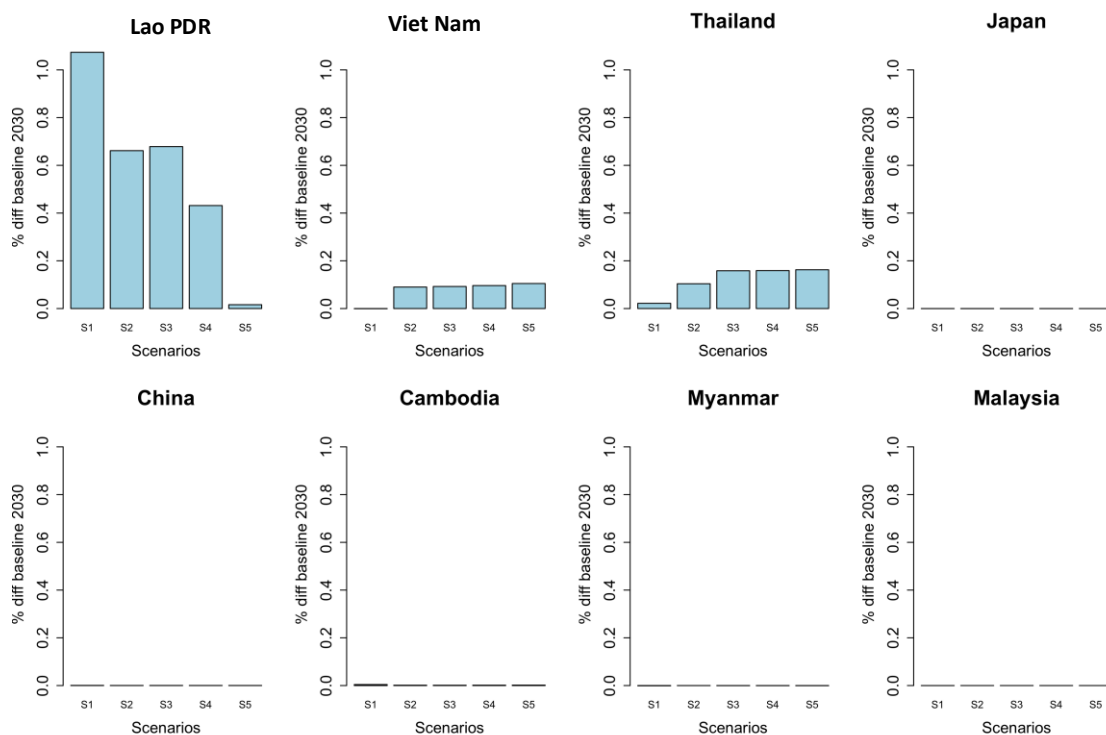 Lao PDR
% diff baseline 2030
0.0 0.2 0.4 0.6 0.8 1.0
S1 S2 S3 S4 S5
Scenarios
Viet Nam
% diff baseline 2030
0.0 0.2 0.4 0.6 0.8 1.0
S1 S2 S3 S4 S5
Scenarios
Thailand
% diff baseline 2030
0.0 0.2 0.4 0.6 0.8 1.0
S1 S2 S3 S4 S5
Scenarios
Japan
% diff baseline 2030
0.0 0.2 0.4 0.6 0.8 1.0
S1 S2 S3 S4 S5
Scenarios
China
% diff baseline 2030
0.0 0.2 0.4 0.6 0.8 1.0
S1 S2 S3 S4 S5
Scenarios
Cambodia
% diff baseline 2030
0.0 0.2 0.4 0.6 0.8 1.0
S1 S2 S3 S4 S5
Scenarios
Myanmar
% diff baseline 2030
0.0 0.2 0.4 0.6 0.8 1.0
S1 S2 S3 S4 S5
Scenarios
Malaysia
% diff baseline 2030
0.0 0.2 0.4 0.6 0.8 1.0
S1 S2 S3 S4 S5
Scenarios